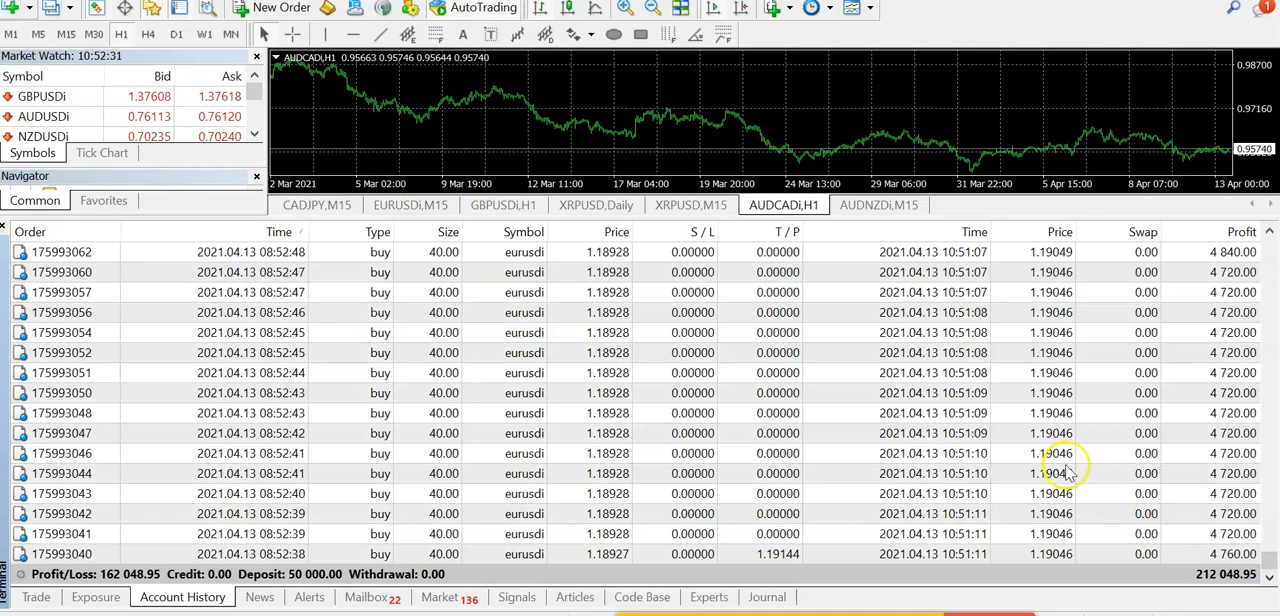 New Order AutoTrading 1
M1 M5 M15 M30 H1 H4 D1 W1 MN A T
Market Watch: 10:52:31
Symbol Bid Ask
GBPUSDi 1.37608 1.37618
AUDUSDi 0.76113 0.76120
NZDUSDi 0.70235 0.70240
Symbols Tick Chart
Navigator
Common Favorites
AUDCADi,H1 0.95663 0.95746 0.95644 0.95740
0.98700
0.97160
0.95740
2 Mar 2021 5 Mar 02:00 9 Mar 19:00 12 Mar 11:00 17 Mar 04:00 19 Mar 20:00 24 Mar 13:00 29 Mar 06:00 31 Mar 22:00 5 Apr 15:00 8 Apr 07:00 13 Apr 00:00
CADJPY,M15 EURUSDi,M15 GBPUSDi,H1 XRPUSD,Daily XRPUSD,M15 AUDCADi,H1 AUDNZDi,M15
Order Time Type Size Symbol Price S / L T / P Time Price Swap Profit
175993062 2021.04.13 08:52:48 buy 40.00 eurusdi 1.18928 0.00000 0.00000 2021.04.13 10:51:07 1.19049 0.00 4 840.00
175993060 2021.04.13 08:52:47 buy 40.00 eurusdi 1.18928 0.00000 0.00000 2021.04.13 10:51:07 1.19046 0.00 4 720.00
175993057 2021.04.13 08:52:47 buy 40.00 eurusdi 1.18928 0.00000 0.00000 2021.04.13 10:51:07 1.19046 0.00 4 720.00
175993056 2021.04.13 08:52:46 buy 40.00 eurusdi 1.18928 0.00000 0.00000 2021.04.13 10:51:08 1.19046 0.00 4 720.00
175993054 2021.04.13 08:52:45 buy 40.00 eurusdi 1.18928 0.00000 0.00000 2021.04.13 10:51:08 1.19046 0.00 4 720.00
175993052 2021.04.13 08:52:45 buy 40.00 eurusdi 1.18928 0.00000 0.00000 2021.04.13 10:51:08 1.19046 0.00 4 720.00
175993051 2021.04.13 08:52:44 buy 40.00 eurusdi 1.18928 0.00000 0.00000 2021.04.13 10:51:08 1.19046 0.00 4 720.00
175993050 2021.04.13 08:52:43 buy 40.00 eurusdi 1.18928 0.00000 0.00000 2021.04.13 10:51:09 1.19046 0.00 4 720.00
175993048 2021.04.13 08:52:43 buy 40.00 eurusdi 1.18928 0.00000 0.00000 2021.04.13 10:51:09 1.19046 0.00 4 720.00
175993047 2021.04.13 08:52:42 buy 40.00 eurusdi 1.18928 0.00000 0.00000 2021.04.13 10:51:09 1.19046 0.00 4 720.00
175993046 2021.04.13 08:52:41 buy 40.00 eurusdi 1.18928 0.00000 0.00000 2021.04.13 10:51:10 1.19046 0.00 4 720.00
175993044 2021.04.13 08:52:41 buy 40.00 eurusdi 1.18928 0.00000 0.00000 2021.04.13 10:51:10 0.00 4 720.00
175993043 2021.04.13 08:52:40 buy 40.00 eurusdi 1.18928 0.00000 0.00000 2021.04.13 10:51:10 1.19046 0.00 4 720.00
175993042 2021.04.13 08:52:39 buy 40.00 eurusdi 1.18928 0.00000 0.00000 2021.04.13 10:51:11 1.19046 0.00 4 720.00
175993041 2021.04.13 08:52:39 buy 40.00 eurusdi 1.18928 0.00000 0.00000 2021.04.13 10:51:11 1.19046 0.00 4 720.00
175993040 2021.04.13 08:52:38 buy 40.00 eurusdi 1.18927 0.00000 1.19144 2021.04.13 10:51:11 1.19046 0.00 4 760.00
Profit/Loss: 162 048.95 Credit: 0.00 Deposit: 50 000.00 Withdrawal: 0.00 212 048.95
Trade Exposure Account History News Alerts Mailbox 22 Market 136 Signals Articles Code Base Experts Journal
Terminal